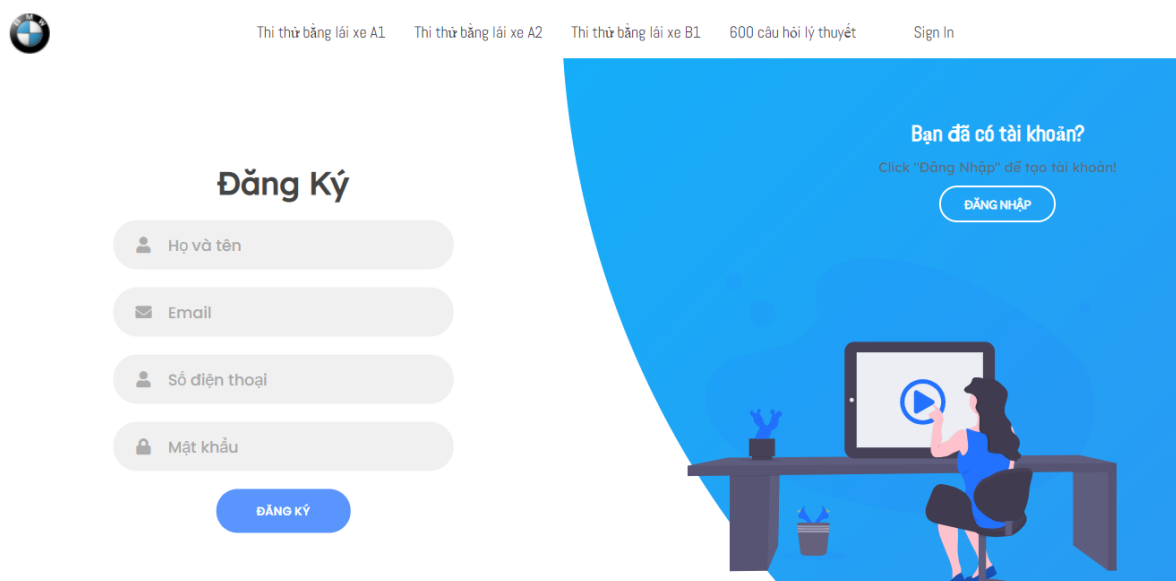 BMW
Thi thử bằng lái xe A1 Thi thử bằng lái xe A2 Thi thử bằng lái xe B1 600 câu hỏi lý thuyết Sign In
Đăng Ký
Họ và tên
Email
Số điện thoại
Mật khẩu
ĐĂNG KÝ
Bạn đã có tài khoản?
Click "Đăng Nhập" để tạo tài khoản!
ĐĂNG NHẬP